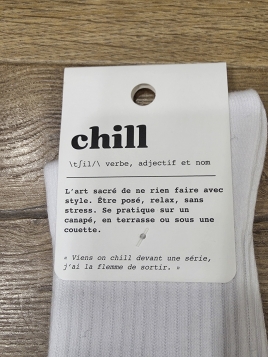 chill
\tʃil/\ verbe, adjectif et nom
L'art sacré de ne rien faire avec
style. Être posé, relax, sans
stress. Se pratique sur un
canapé, en terrasse ou sous une
couette.
« Viens on chill devant une série,
j'ai la flemme de sortir. »